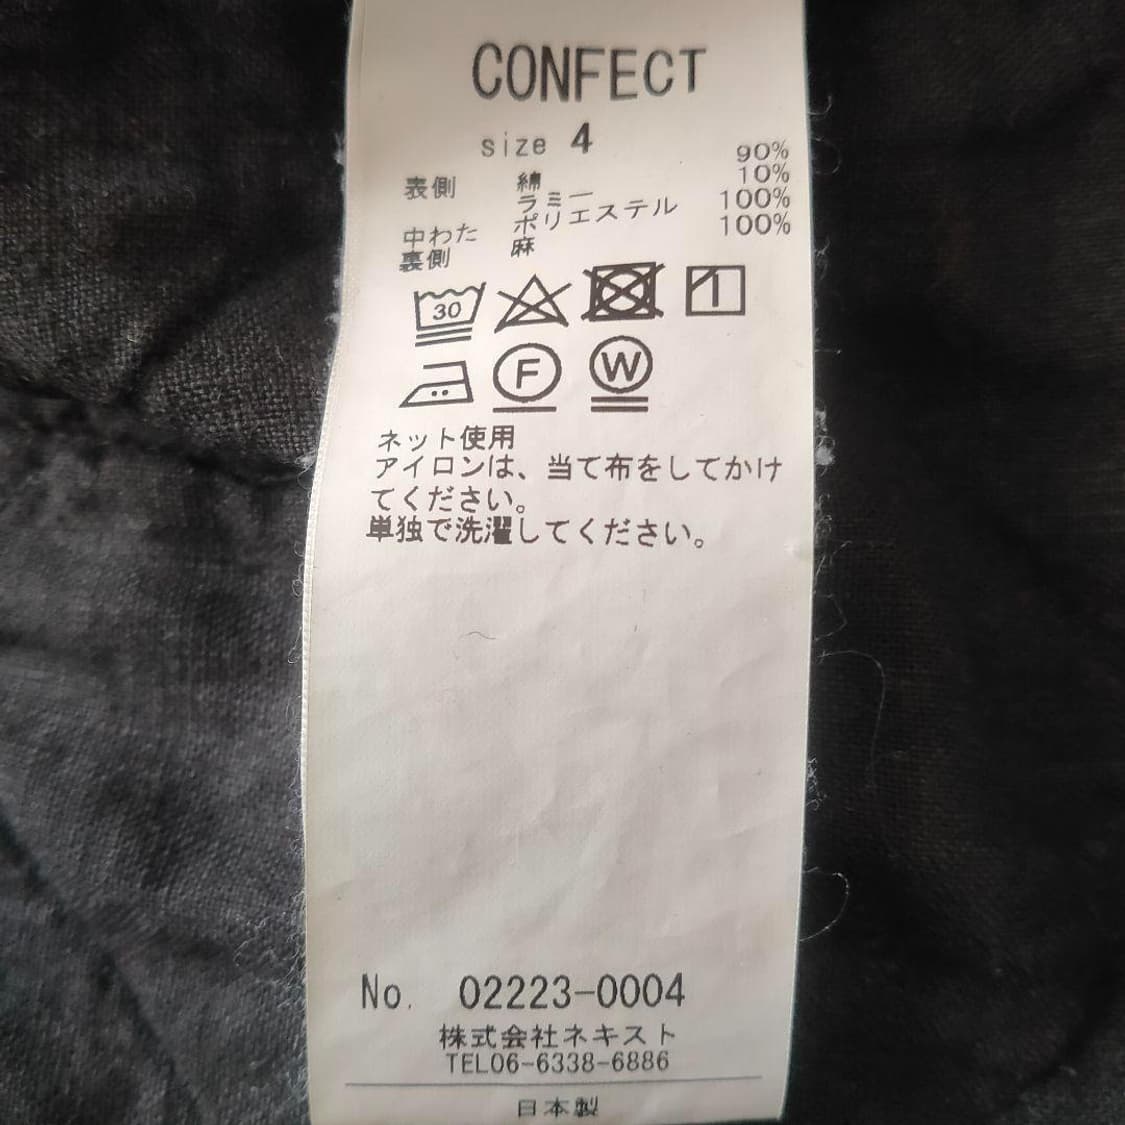 CONFECT
size 4
表側 綿 90%
ラミー 10%
中わた ポリエステル 100%
裏側 麻 100%
30
F W
ネット使用
アイロンは、当て布をしてかけ
てください。
単独で洗濯してください。
No. 02223-0004
株式会社ネキスト
TEL06-6338-6886
日本製